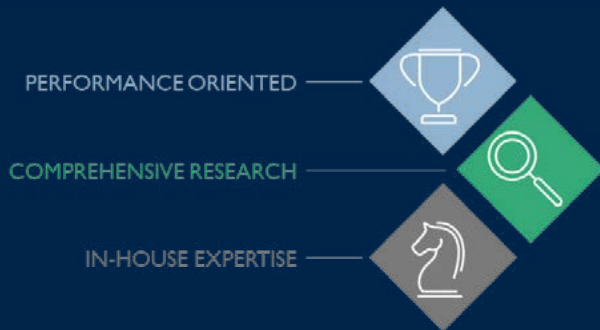 PERFORMANCE ORIENTED
COMPREHENSIVE RESEARCH
IN-HOUSE EXPERTISE